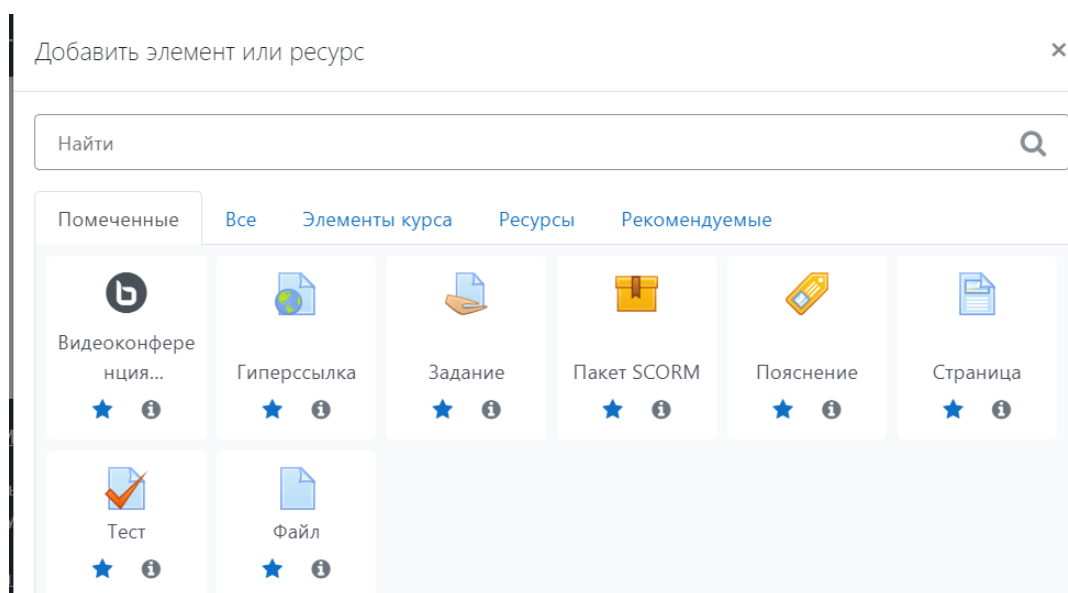 Добавить элемент или ресурс
Найти
Помеченные Все Элементы курса Ресурсы Рекомендуемые
Видеоконфере
нция...
Гиперссылка Задание Пакет SCORM Пояснение Страница
Тест Файл